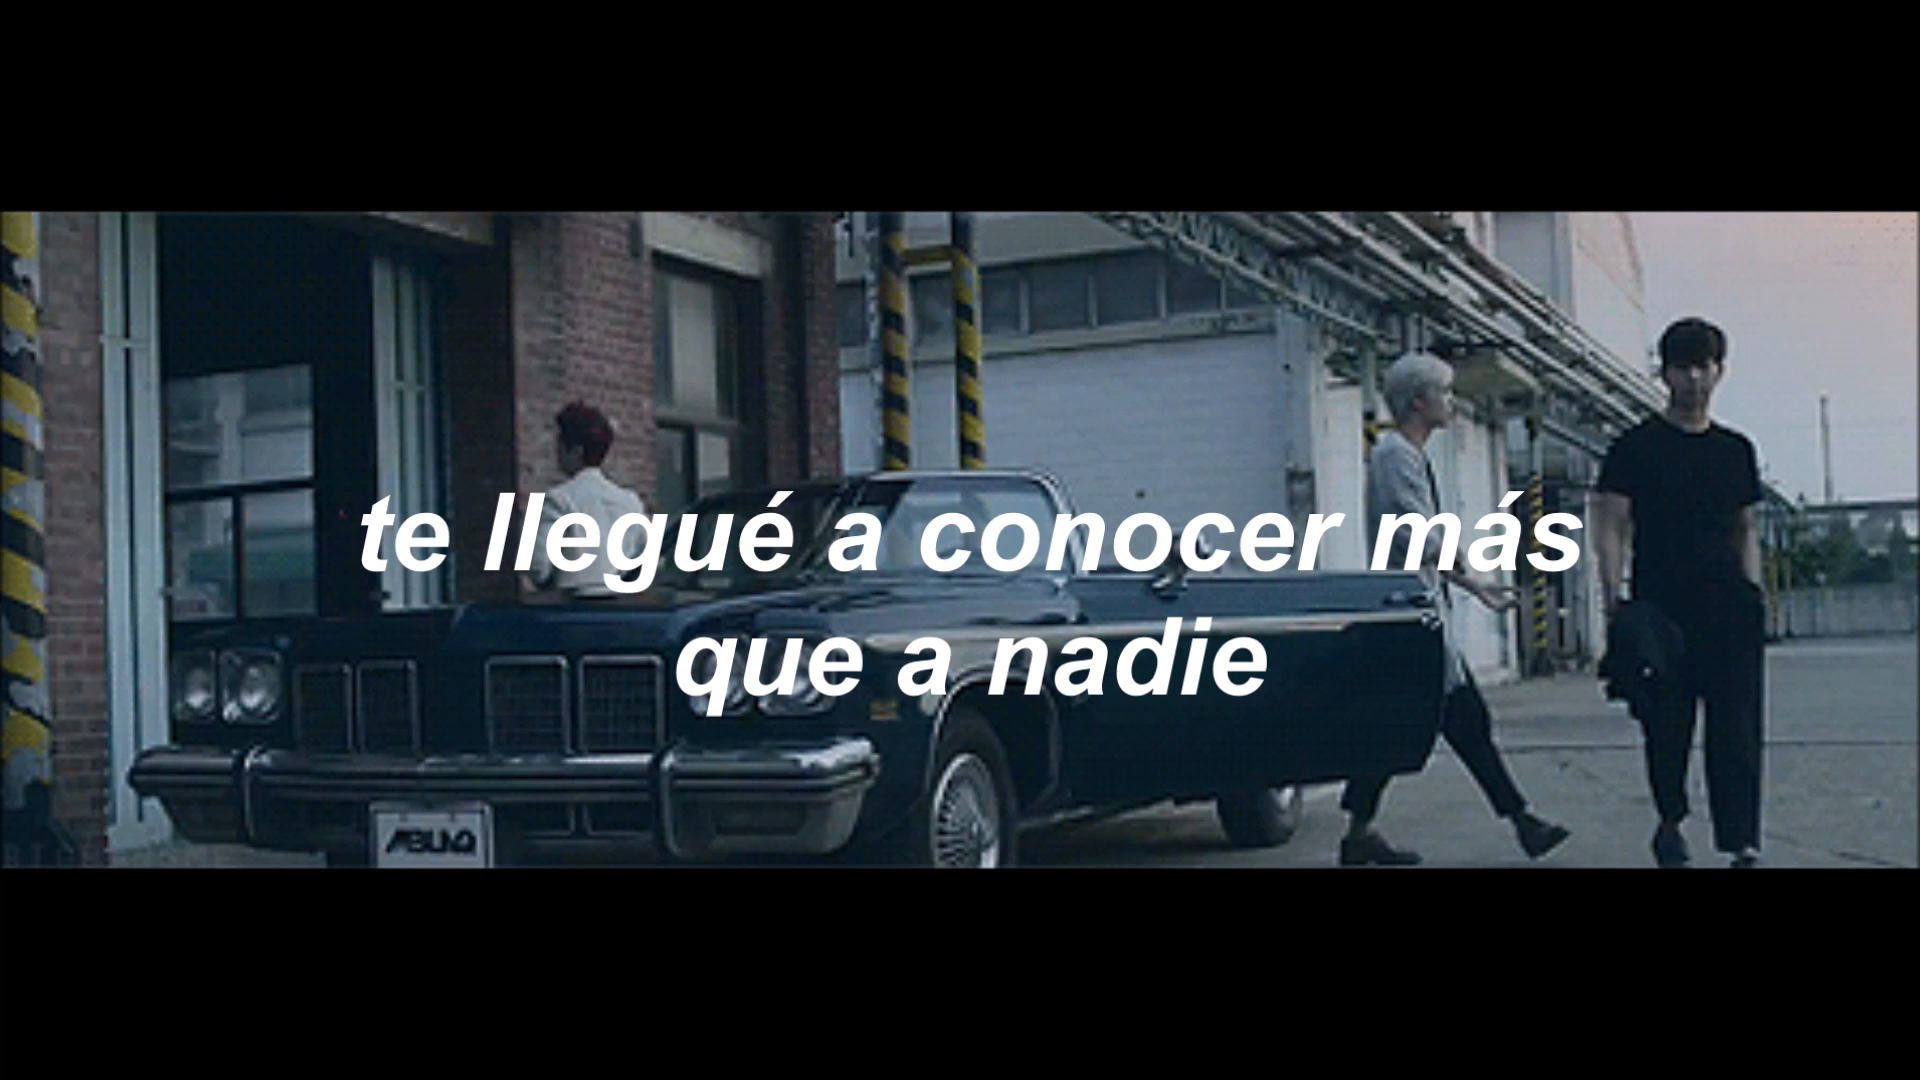 te llegué a conocer más
que a nadie